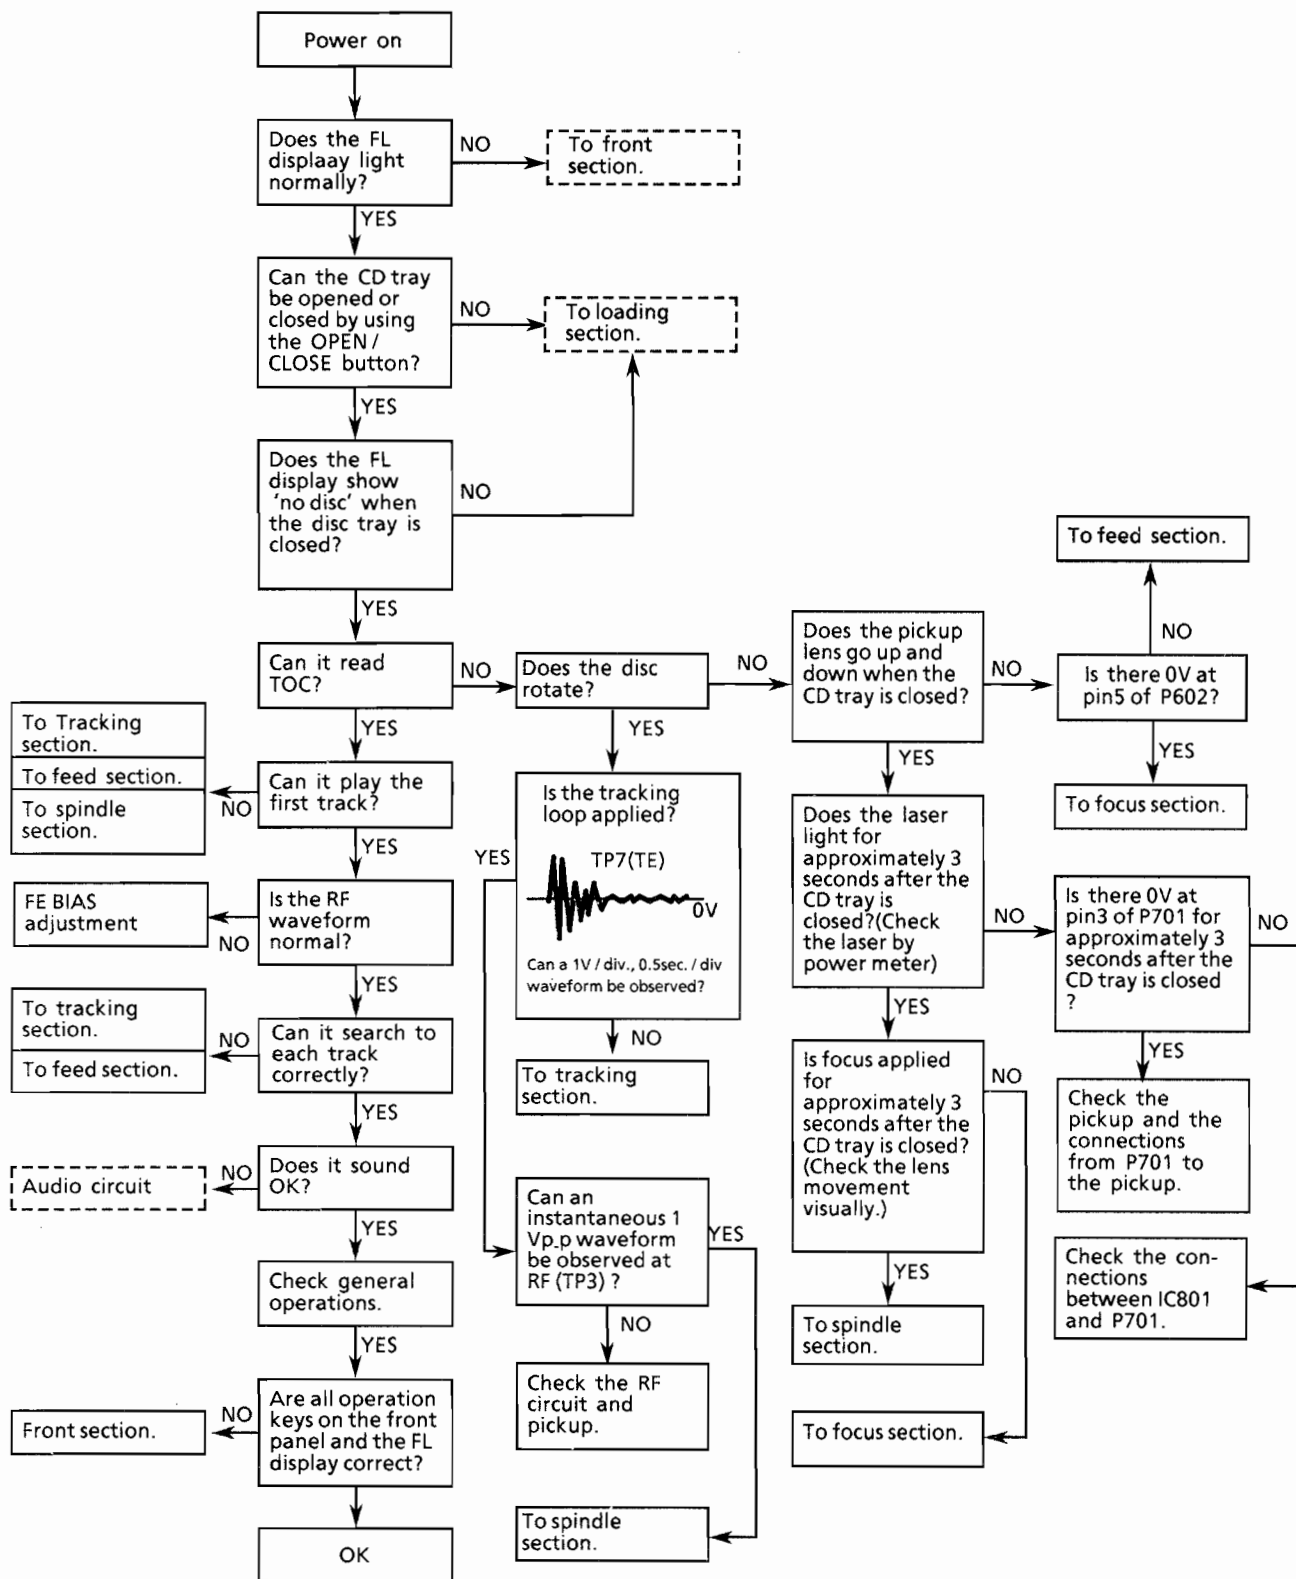 Power on
Does the FL
displaay light
normally?
NO
To front
section.
YES
Can the CD tray
be opened or
closed by using
the OPEN /
CLOSE button?
NO
To loading
section.
YES
Does the FL
display show
'no disc' when
the disc tray is
closed?
NO
YES
Can it read
TOC?
NO
Does the disc
rotate?
NO
Does the pickup
lens go up and
down when the
CD tray is closed?
NO
Is there 0V at
pin5 of P602?
NO
To feed section.
YES
To focus section.
YES
Can it play the
first track?
NO
To Tracking
section.
To feed section.
To spindle
section.
YES
Is the RF
waveform
normal?
NO
FE BIAS
adjustment
YES
Can it search to
each track
correctly?
NO
To tracking
section.
To feed section.
YES
Does it sound
OK?
NO
Audio circuit
YES
Check general
operations.
YES
Are all operation
keys on the front
panel and the FL
display correct?
NO
Front section.
OK
YES
Is the tracking
loop applied?
TP7(TE)
0V
Can a 1V / div., 0.5sec. / div
waveform be observed?
YES
NO
To tracking
section.
Can an
instantaneous 1
Vp-p waveform
be observed at
RF (TP3) ?
YES
NO
Check the RF
circuit and
pickup.
To spindle
section.
YES
Does the laser
light for
approximately 3
seconds after the
CD tray is
closed?(Check
the laser by
power meter)
NO
Is there 0V at
pin3 of P701 for
approximately 3
seconds after the
CD tray is closed
?
NO
YES
Check the
pickup and the
connections
from P701 to
the pickup.
Check the con-
nections
between IC801
and P701.
YES
Is focus applied
for
approximately 3
seconds after the
CD tray is closed?
(Check the lens
movement
visually.)
NO
YES
To spindle
section.
To focus section.